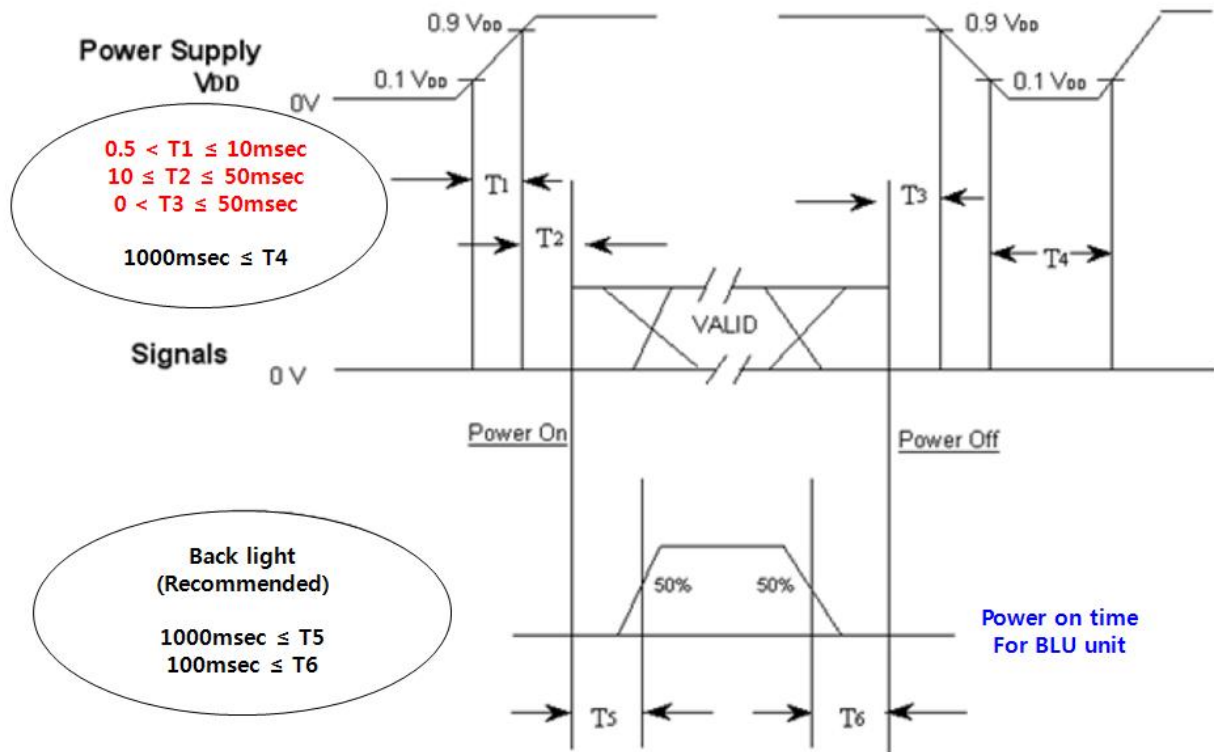 Power Supply
VDD
0V
0.1 VDD
0.9 VDD
0.9 VDD
0.1 VDD
0.5 < T1 ≤ 10msec
10 ≤ T2 ≤ 50msec
0 < T3 ≤ 50msec
1000msec ≤ T4
T1
T2
T3
T4
VALID
Signals
0 V
Power On
Power Off
Back light
(Recommended)
1000msec ≤ T5
100msec ≤ T6
50%
50%
Power on time
For BLU unit
T5
T6